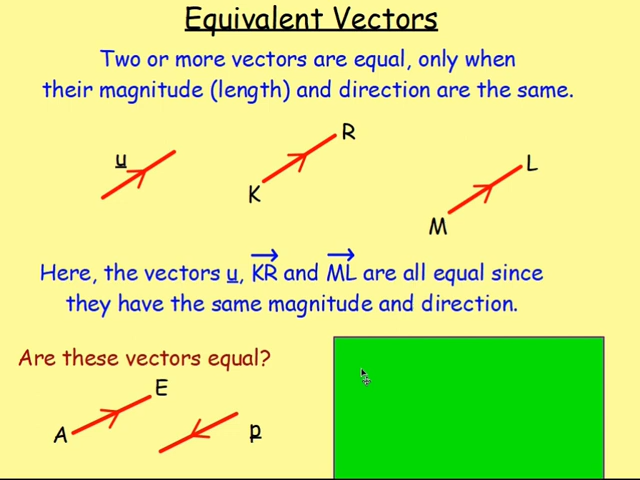 Equivalent Vectors
Two or more vectors are equal, only when
their magnitude (length) and direction are the same.
u
K
R
M
L
Here, the vectors u, KR and ML are all equal since
they have the same magnitude and direction.
Are these vectors equal?
A
E
p